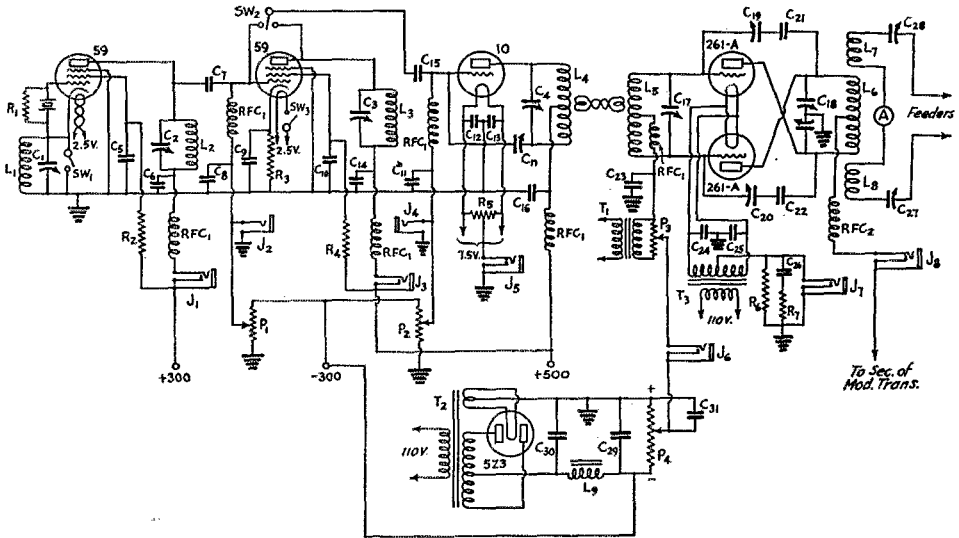 SW2
59
59
10
261-A
C19
C21
C28
L7
C7
C15
R1
L1
C1
2.5V.
SW1
C5
C2
L2
RFC1
C9
SW3
2.5V.
R3
C10
C3
L3
RFC1
C12
C13
C4
L4
Cn
L5
C17
RFC1
C18
L6
A
Feeders
L8
C27
261-A
C20
C22
C6
C8
C14
C11
C16
R2
RFC1
J2
R4
RFC1
J4
R5
7.5V.
J5
RFC1
C23
T1
P3
C24
C25
T3
110V.
R6
C26
R7
J7
RFC2
J8
J1
P1
J3
P2
J6
+300
-300
+500
To Sec. of
Mod. Trans.
T2
110V.
5Z3
C30
L9
C29
+
P4
-
C31